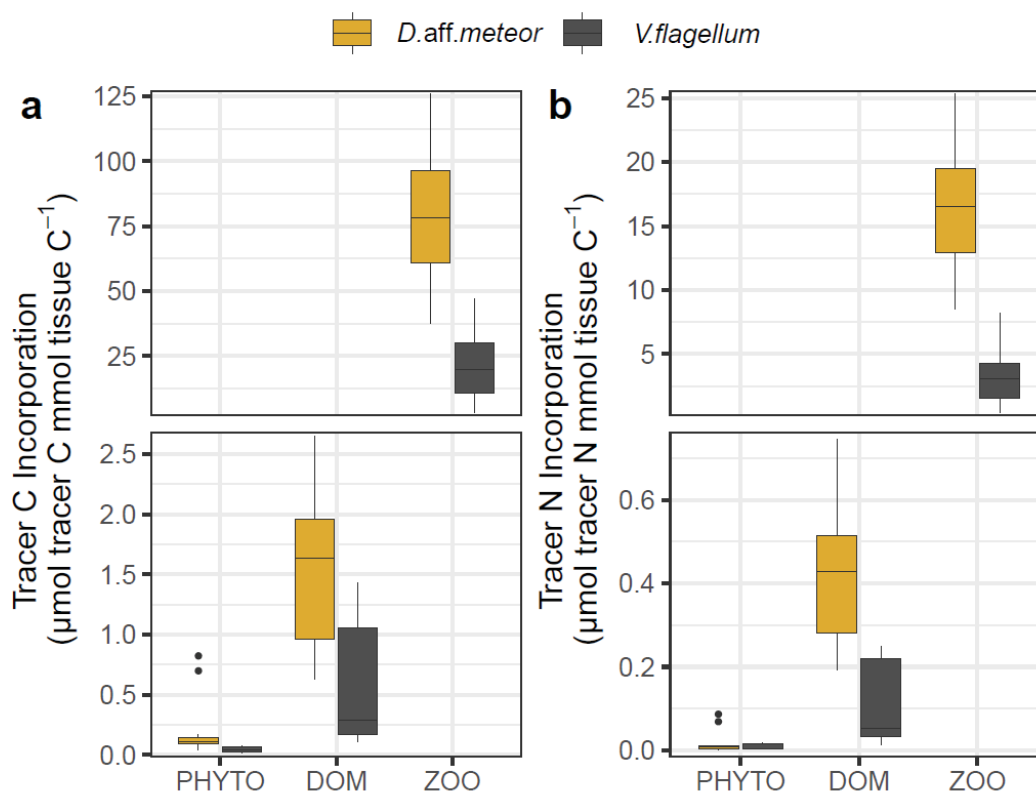 D.aff.meteor V.flagellum
a
b
Tracer C Incorporation
(µmol tracer C mmol tissue C⁻¹)
125
100
75
50
25
2.5
2.0
1.5
1.0
0.5
0.0
PHYTO DOM ZOO
Tracer N Incorporation
(µmol tracer N mmol tissue C⁻¹)
25
20
15
10
5
0.6
0.4
0.2
0.0
PHYTO DOM ZOO